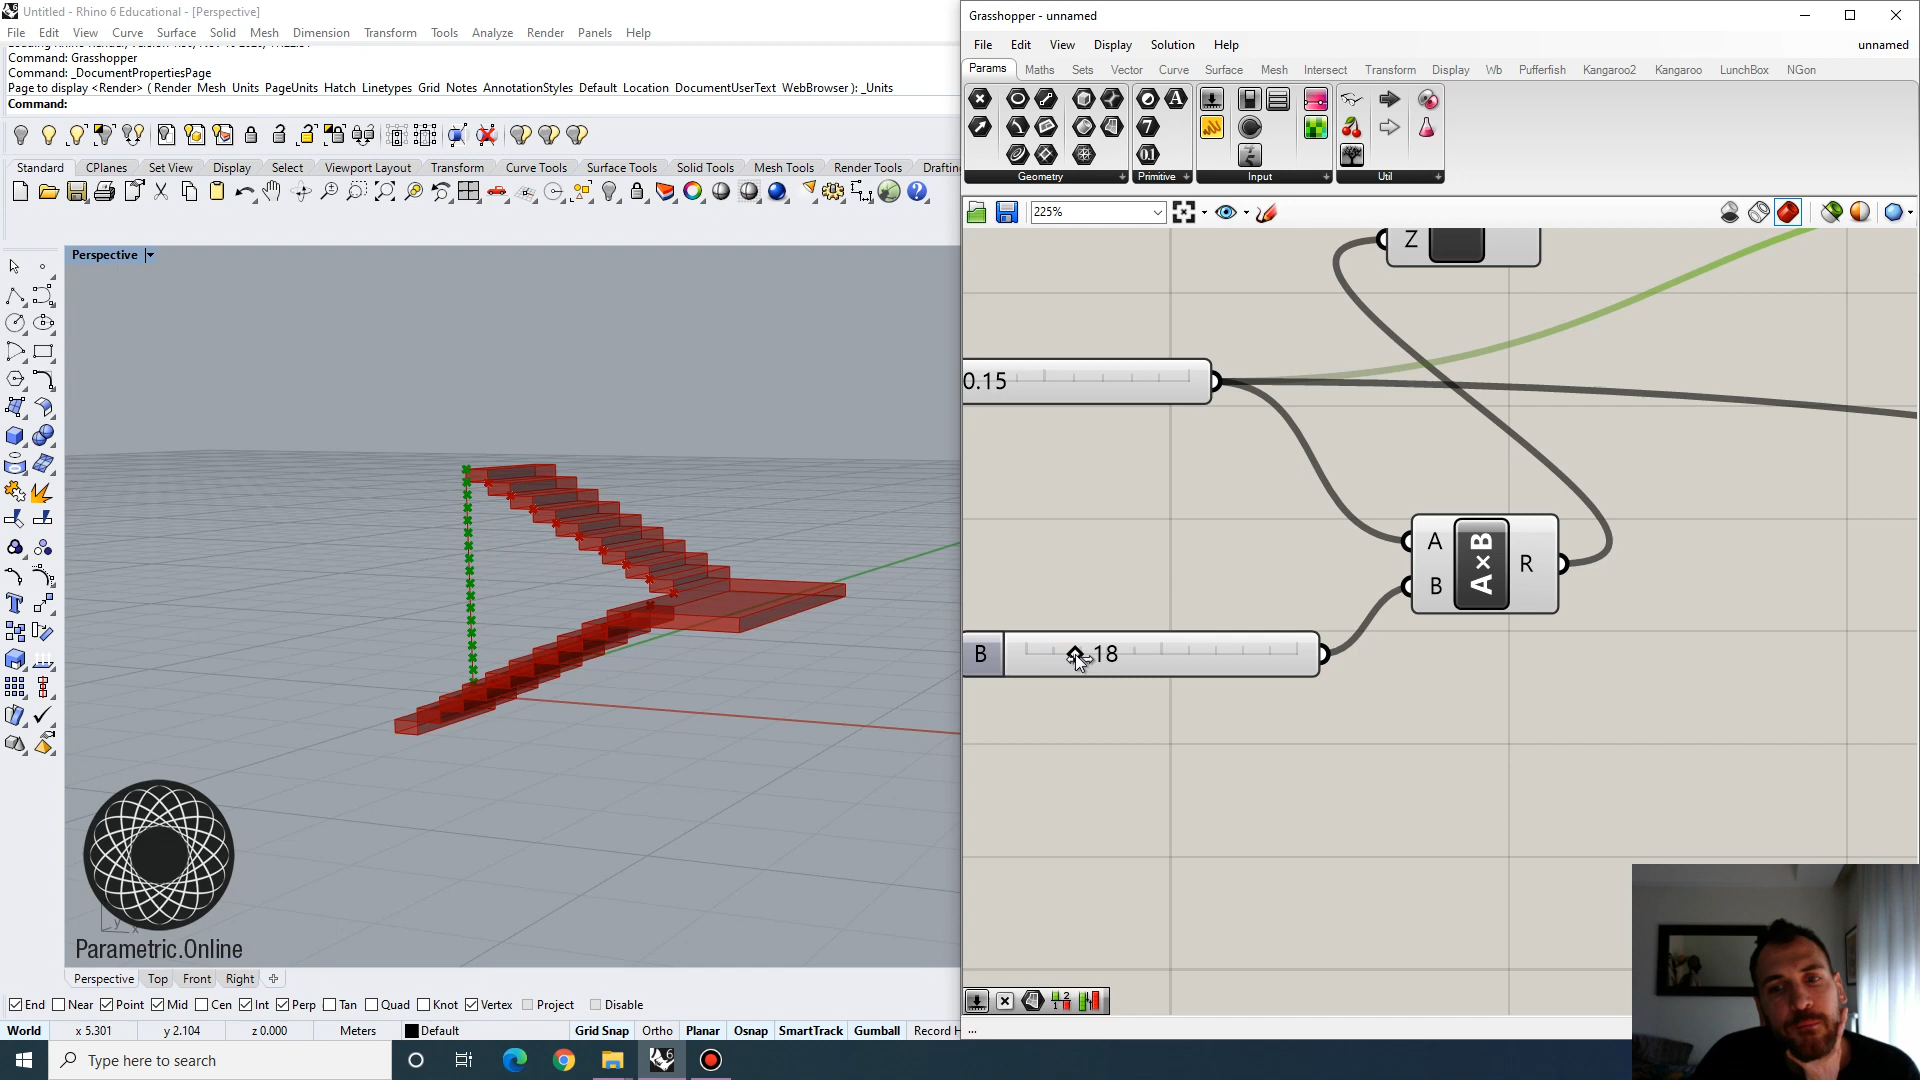 Untitled - Rhino 6 Educational - [Perspective]
File Edit View Curve Surface Solid Mesh Dimension Transform Tools Analyze Render Panels Help
Command: Grasshopper
Command: _DocumentPropertiesPage
Page to display <Render> ( Render Mesh Units PageUnits Hatch Linetypes Grid Notes AnnotationStyles Default Location DocumentUserText WebBrowser ): _Units
Command:
Standard CPlanes Set View Display Select Viewport Layout Transform Curve Tools Surface Tools Solid Tools Mesh Tools Render Tools Draftin
Perspective
y x
Parametric.Online
Perspective Top Front Right
End Near Point Mid Cen Int Perp Tan Quad Knot Vertex Project Disable
World x 5.301 y 2.104 z 0.000 Meters Default Grid Snap Ortho Planar Osnap SmartTrack Gumball Record H
Type here to search
Grasshopper - unnamed
File Edit View Display Solution Help unnamed
Params Maths Sets Vector Curve Surface Mesh Intersect Transform Display Wb Pufferfish Kangaroo2 Kangaroo LunchBox NGon
Geometry Primitive Input Util
225%
Z
0.15
A
B
A×B
R
B 18
...